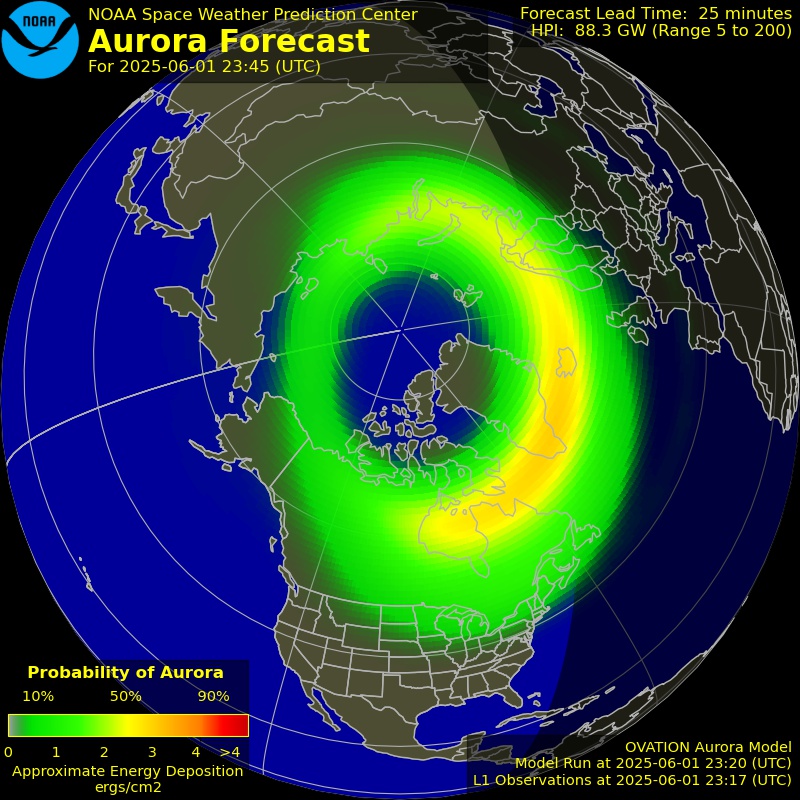 NOAA
NOAA Space Weather Prediction Center
Aurora Forecast
For 2025-06-01 23:45 (UTC)
Forecast Lead Time: 25 minutes
HPI: 88.3 GW (Range 5 to 200)
Probability of Aurora
10% 50% 90%
0 1 2 3 4 >4
Approximate Energy Deposition
ergs/cm2
OVATION Aurora Model
Model Run at 2025-06-01 23:20 (UTC)
L1 Observations at 2025-06-01 23:17 (UTC)